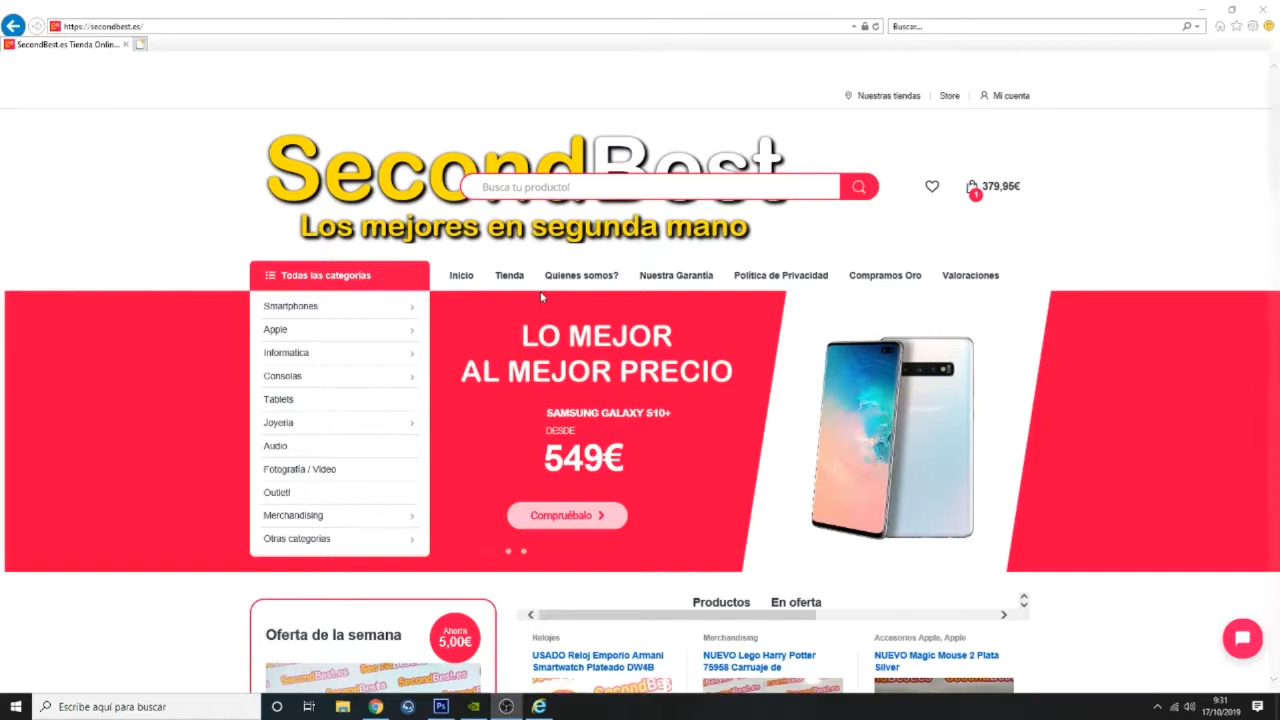 https://secondbest.es/
Buscar...
SecondBest.es Tienda Onlin...
Nuestras tiendas
Store
Mi cuenta
SecondBest
Busca tu producto!
379,95€
1
Los mejores en segunda mano
Todas las categorías
Inicio
Tienda
Quienes somos?
Nuestra Garantía
Política de Privacidad
Compramos Oro
Valoraciones
Smartphones
Apple
Informatica
Consolas
Tablets
Joyería
Audio
Fotografía / Video
Outlet!
Merchandising
Otras categorías
LO MEJOR
AL MEJOR PRECIO
SAMSUNG GALAXY S10+
DESDE
549€
Compruébalo
Oferta de la semana
Ahorra
5,00€
Productos
En oferta
Relojes
USADO Reloj Emporio Armani
Smartwatch Plateado DW4B
Merchandising
NUEVO Lego Harry Potter
75958 Carruaje de
Accesorios Apple, Apple
NUEVO Magic Mouse 2 Plata
Silver
Escribe aquí para buscar
9:31
17/10/2019